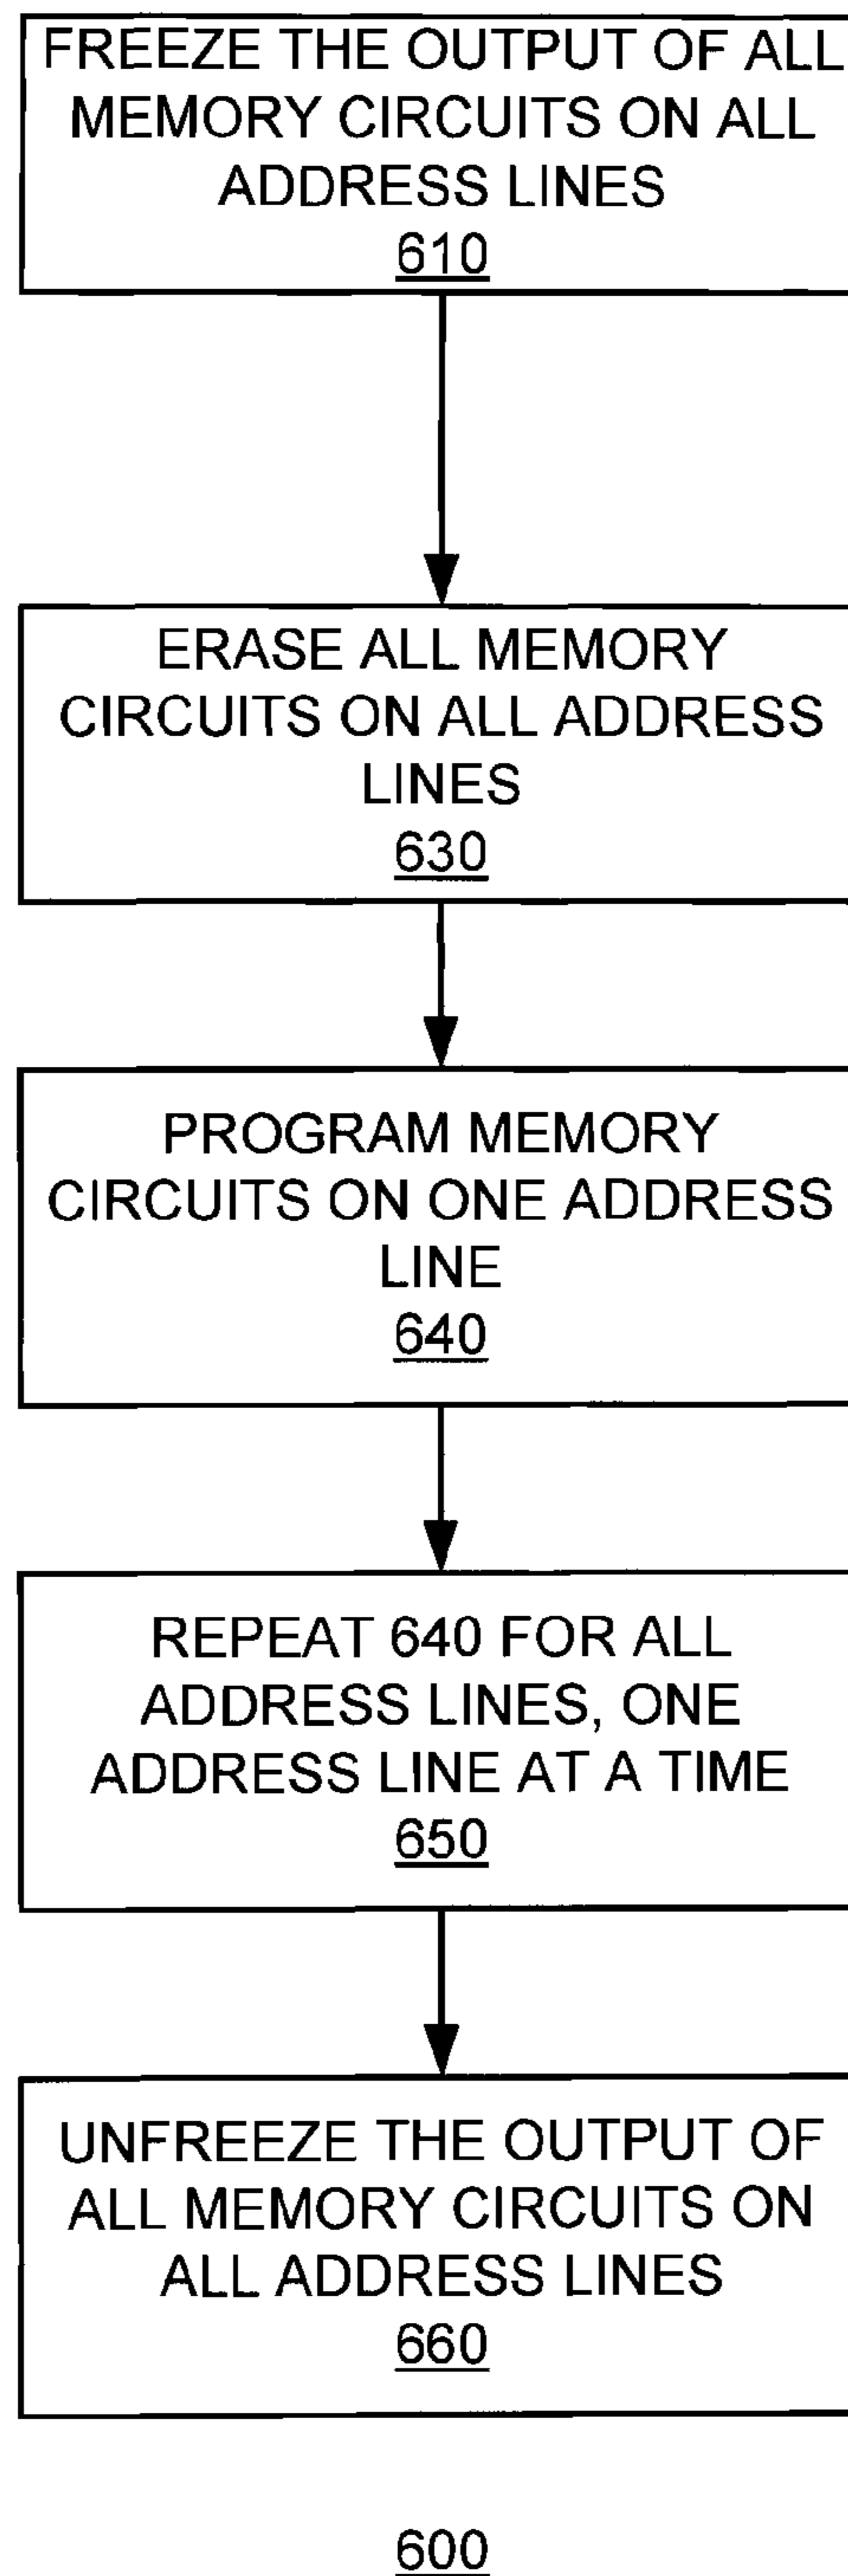 FREEZE THE OUTPUT OF ALL
MEMORY CIRCUITS ON ALL
ADDRESS LINES
610
ERASE ALL MEMORY
CIRCUITS ON ALL ADDRESS
LINES
630
PROGRAM MEMORY
CIRCUITS ON ONE ADDRESS
LINE
640
REPEAT 640 FOR ALL
ADDRESS LINES, ONE
ADDRESS LINE AT A TIME
650
UNFREEZE THE OUTPUT OF
ALL MEMORY CIRCUITS ON
ALL ADDRESS LINES
660
600